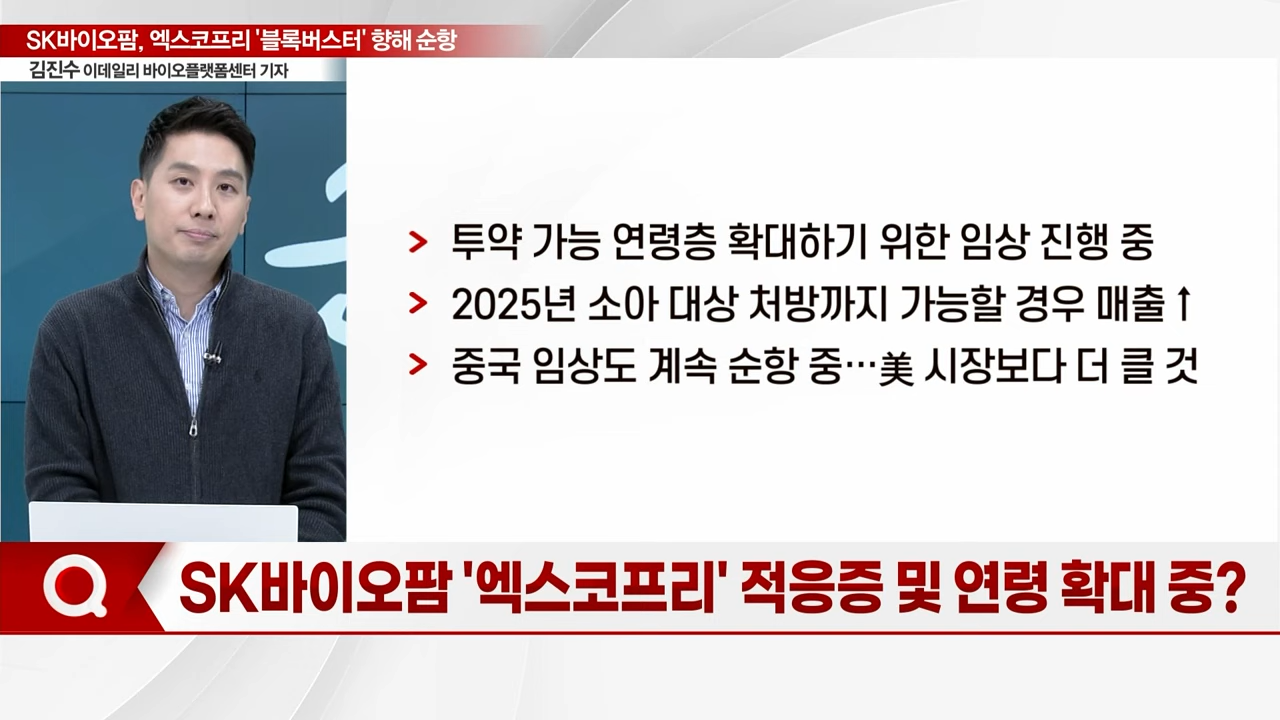 SK바이오팜, 엑스코프리 '블록버스터' 향해 순항
김진수 이데일리 바이오플랫폼센터 기자
> 투약 가능 연령층 확대하기 위한 임상 진행 중
> 2025년 소아 대상 처방까지 가능할 경우 매출↑
> 중국 임상도 계속 순항 중…美 시장보다 더 클 것
Q SK바이오팜 '엑스코프리' 적응증 및 연령 확대 중?